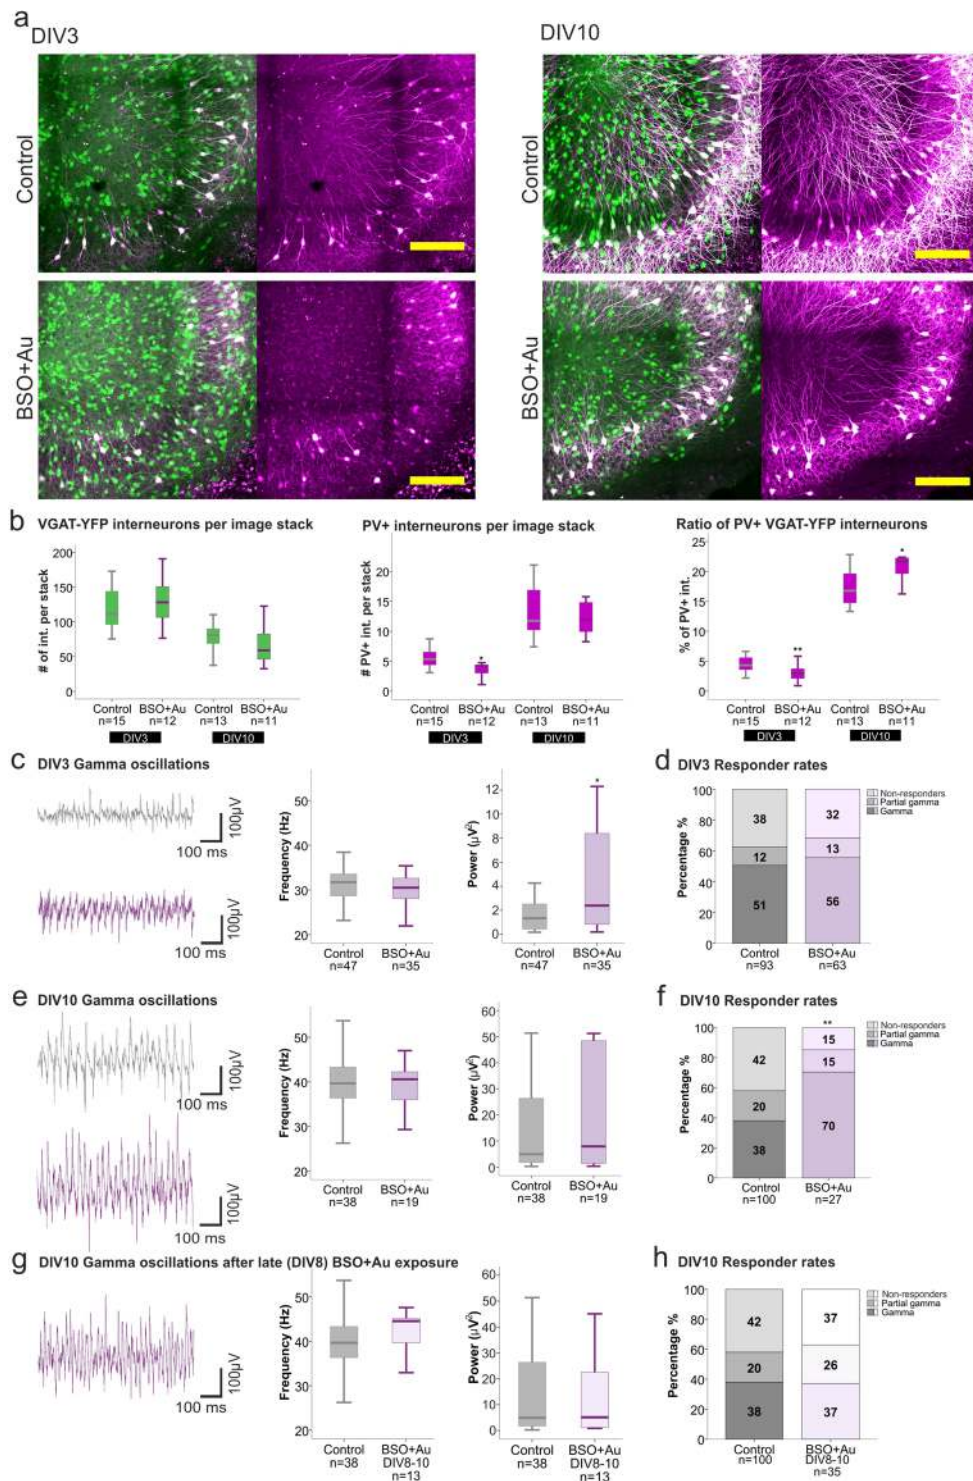 a
DIV3
DIV10
Control
Control
BSO+Au
BSO+Au
b
VGAT-YFP interneurons per image stack
# of int. per stack
200
150
100
50
0
Control
n=15
BSO+Au
n=12
Control
n=13
BSO+Au
n=11
DIV3
DIV10
PV+ interneurons per image stack
# PV+ int. per stack
25
20
15
10
5
0
*
Control
n=15
BSO+Au
n=12
Control
n=13
BSO+Au
n=11
DIV3
DIV10
Ratio of PV+ VGAT-YFP interneurons
% of PV+ int.
25
20
15
10
5
0
**
*
Control
n=15
BSO+Au
n=12
Control
n=13
BSO+Au
n=11
DIV3
DIV10
c
DIV3 Gamma oscillations
100µV
100 ms
100µV
100 ms
Frequency (Hz)
50
40
30
20
Control
n=47
BSO+Au
n=35
Power (µV²)
12
10
8
6
4
2
0
*
Control
n=47
BSO+Au
n=35
d
DIV3 Responder rates
Percentage %
100
80
60
40
20
0
38
12
51
32
13
56
Control
n=93
BSO+Au
n=63
Non-responders
Partial gamma
Gamma
e
DIV10 Gamma oscillations
100µV
100 ms
100µV
100 ms
Frequency (Hz)
50
40
30
20
Control
n=38
BSO+Au
n=19
Power (µV²)
60
50
40
30
20
10
0
Control
n=38
BSO+Au
n=19
f
DIV10 Responder rates
Percentage %
100
80
60
40
20
0
42
20
38
**
15
15
70
Control
n=100
BSO+Au
n=27
Non-responders
Partial gamma
Gamma
g
DIV10 Gamma oscillations after late (DIV8) BSO+Au exposure
100µV
100 ms
Frequency (Hz)
50
40
30
20
Control
n=38
BSO+Au
DIV8-10
n=13
Power (µV²)
60
50
40
30
20
10
0
Control
n=38
BSO+Au
DIV8-10
n=13
h
DIV10 Responder rates
Percentage %
100
80
60
40
20
0
42
20
38
37
26
37
Control
n=100
BSO+Au
DIV8-10
n=35
Non-responders
Partial gamma
Gamma